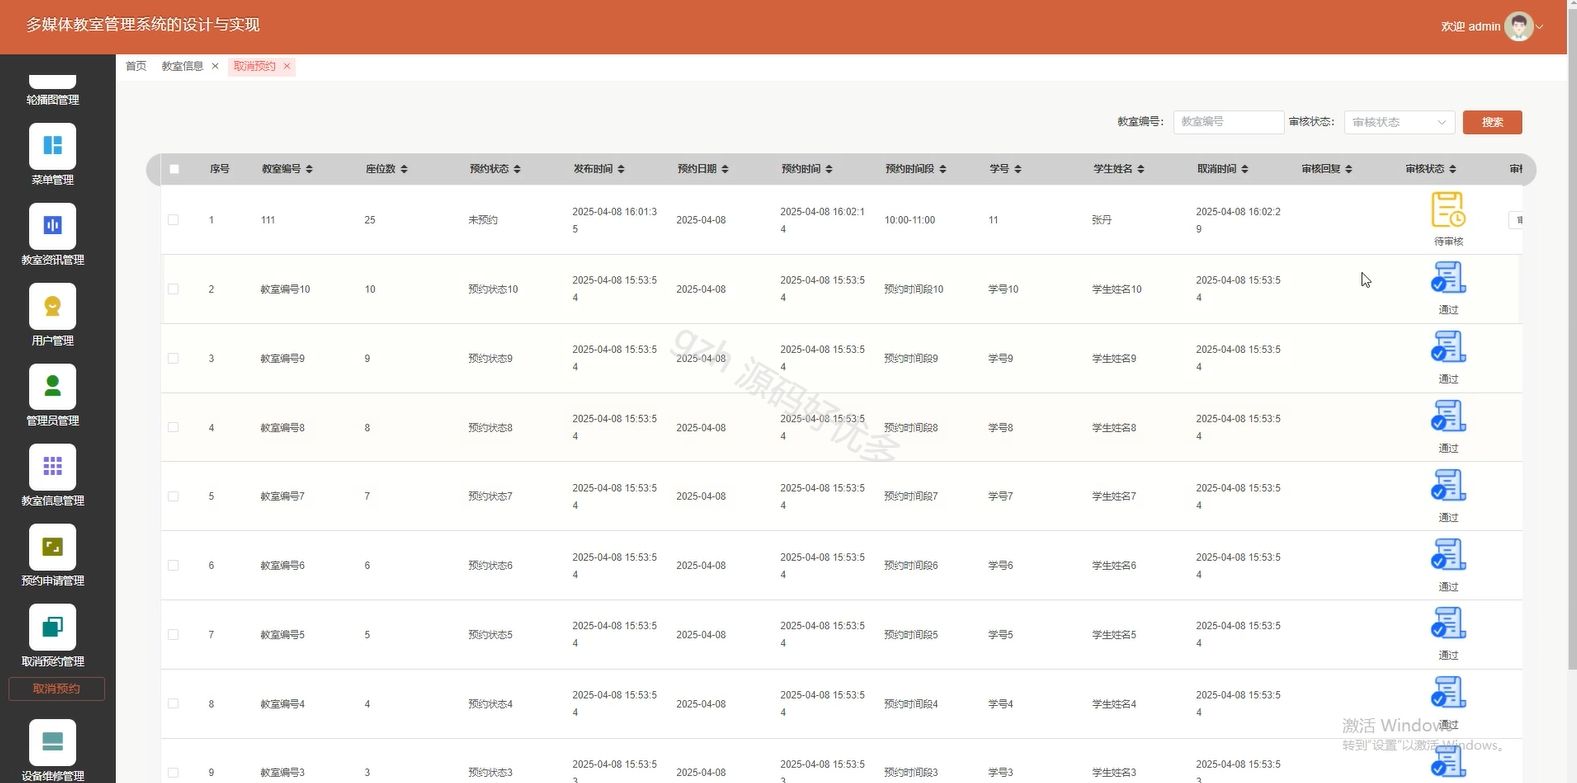 多媒体教室管理系统的设计与实现
欢迎 admin
首页 教室信息 × 取消预约 ×
轮播图管理
菜单管理
教室资讯管理
用户管理
管理员管理
教室信息管理
预约申请管理
取消预约管理
取消预约
设备维修管理
教室编号: 教室编号 审核状态: 审核状态 搜索
序号 教室编号 座位数 预约状态 发布时间 预约日期 预约时间 预约时间段 学号 学生姓名 取消时间 审核回复 审核状态
1 111 25 未预约 2025-04-08 16:01:35 2025-04-08 2025-04-08 16:02:14 10:00-11:00 11 张丹 2025-04-08 16:02:29 待审核
2 教室编号10 10 预约状态10 2025-04-08 15:53:54 2025-04-08 2025-04-08 15:53:54 预约时间段10 学号10 学生姓名10 2025-04-08 15:53:54 通过
3 教室编号9 9 预约状态9 2025-04-08 15:53:54 2025-04-08 2025-04-08 15:53:54 预约时间段9 学号9 学生姓名9 2025-04-08 15:53:54 通过
4 教室编号8 8 预约状态8 2025-04-08 15:53:54 2025-04-08 2025-04-08 15:53:54 预约时间段8 学号8 学生姓名8 2025-04-08 15:53:54 通过
5 教室编号7 7 预约状态7 2025-04-08 15:53:54 2025-04-08 2025-04-08 15:53:54 预约时间段7 学号7 学生姓名7 2025-04-08 15:53:54 通过
6 教室编号6 6 预约状态6 2025-04-08 15:53:54 2025-04-08 2025-04-08 15:53:54 预约时间段6 学号6 学生姓名6 2025-04-08 15:53:54 通过
7 教室编号5 5 预约状态5 2025-04-08 15:53:54 2025-04-08 2025-04-08 15:53:54 预约时间段5 学号5 学生姓名5 2025-04-08 15:53:54 通过
8 教室编号4 4 预约状态4 2025-04-08 15:53:54 2025-04-08 2025-04-08 15:53:54 预约时间段4 学号4 学生姓名4 2025-04-08 15:53:54 通过
9 教室编号3 3 预约状态3 2025-04-08 15:53:5 2025-04-08 2025-04-08 15:53:5 预约时间段3 学号3 学生姓名3 2025-04-08 15:53:5
gzh 源码好优多
激活 Windows
转到"设置"以激活 Windows。